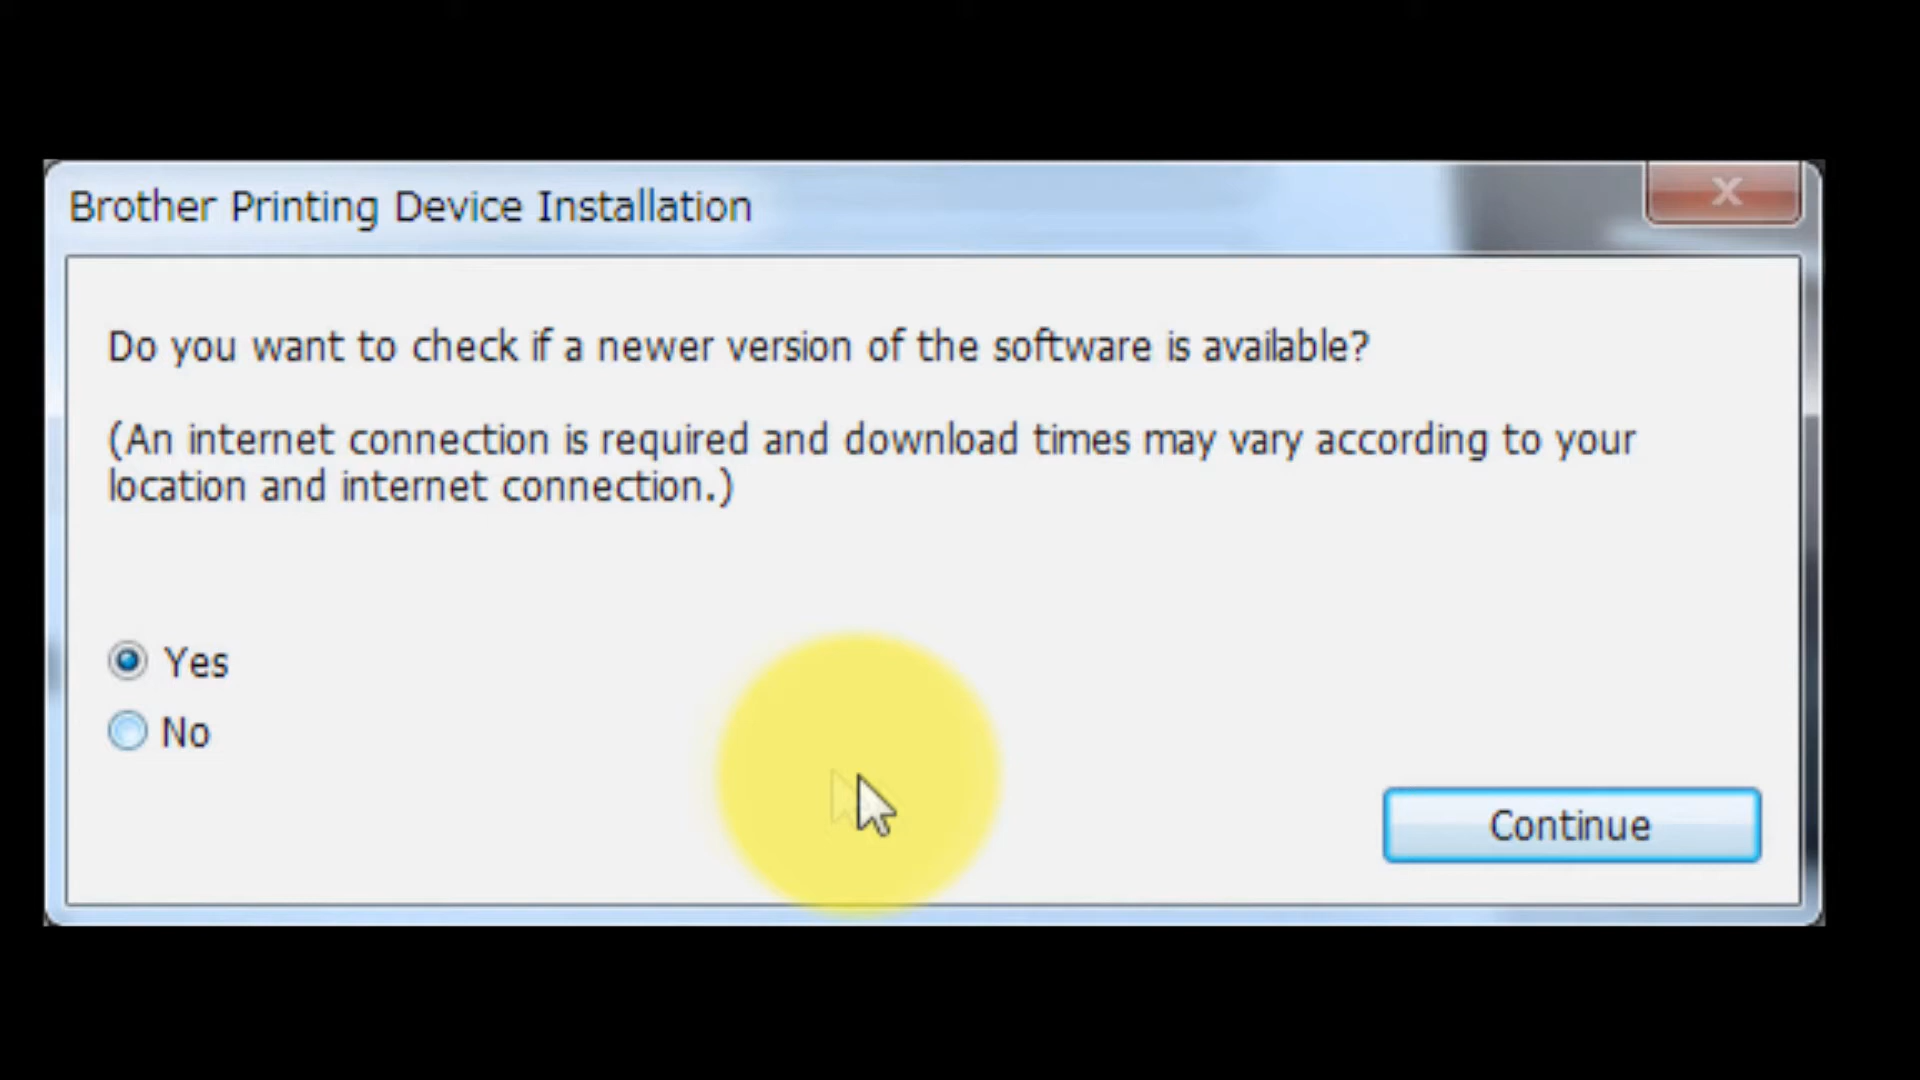 Brother Printing Device Installation
Do you want to check if a newer version of the software is available?
(An internet connection is required and download times may vary according to your
location and internet connection.)
Yes
No
Continue